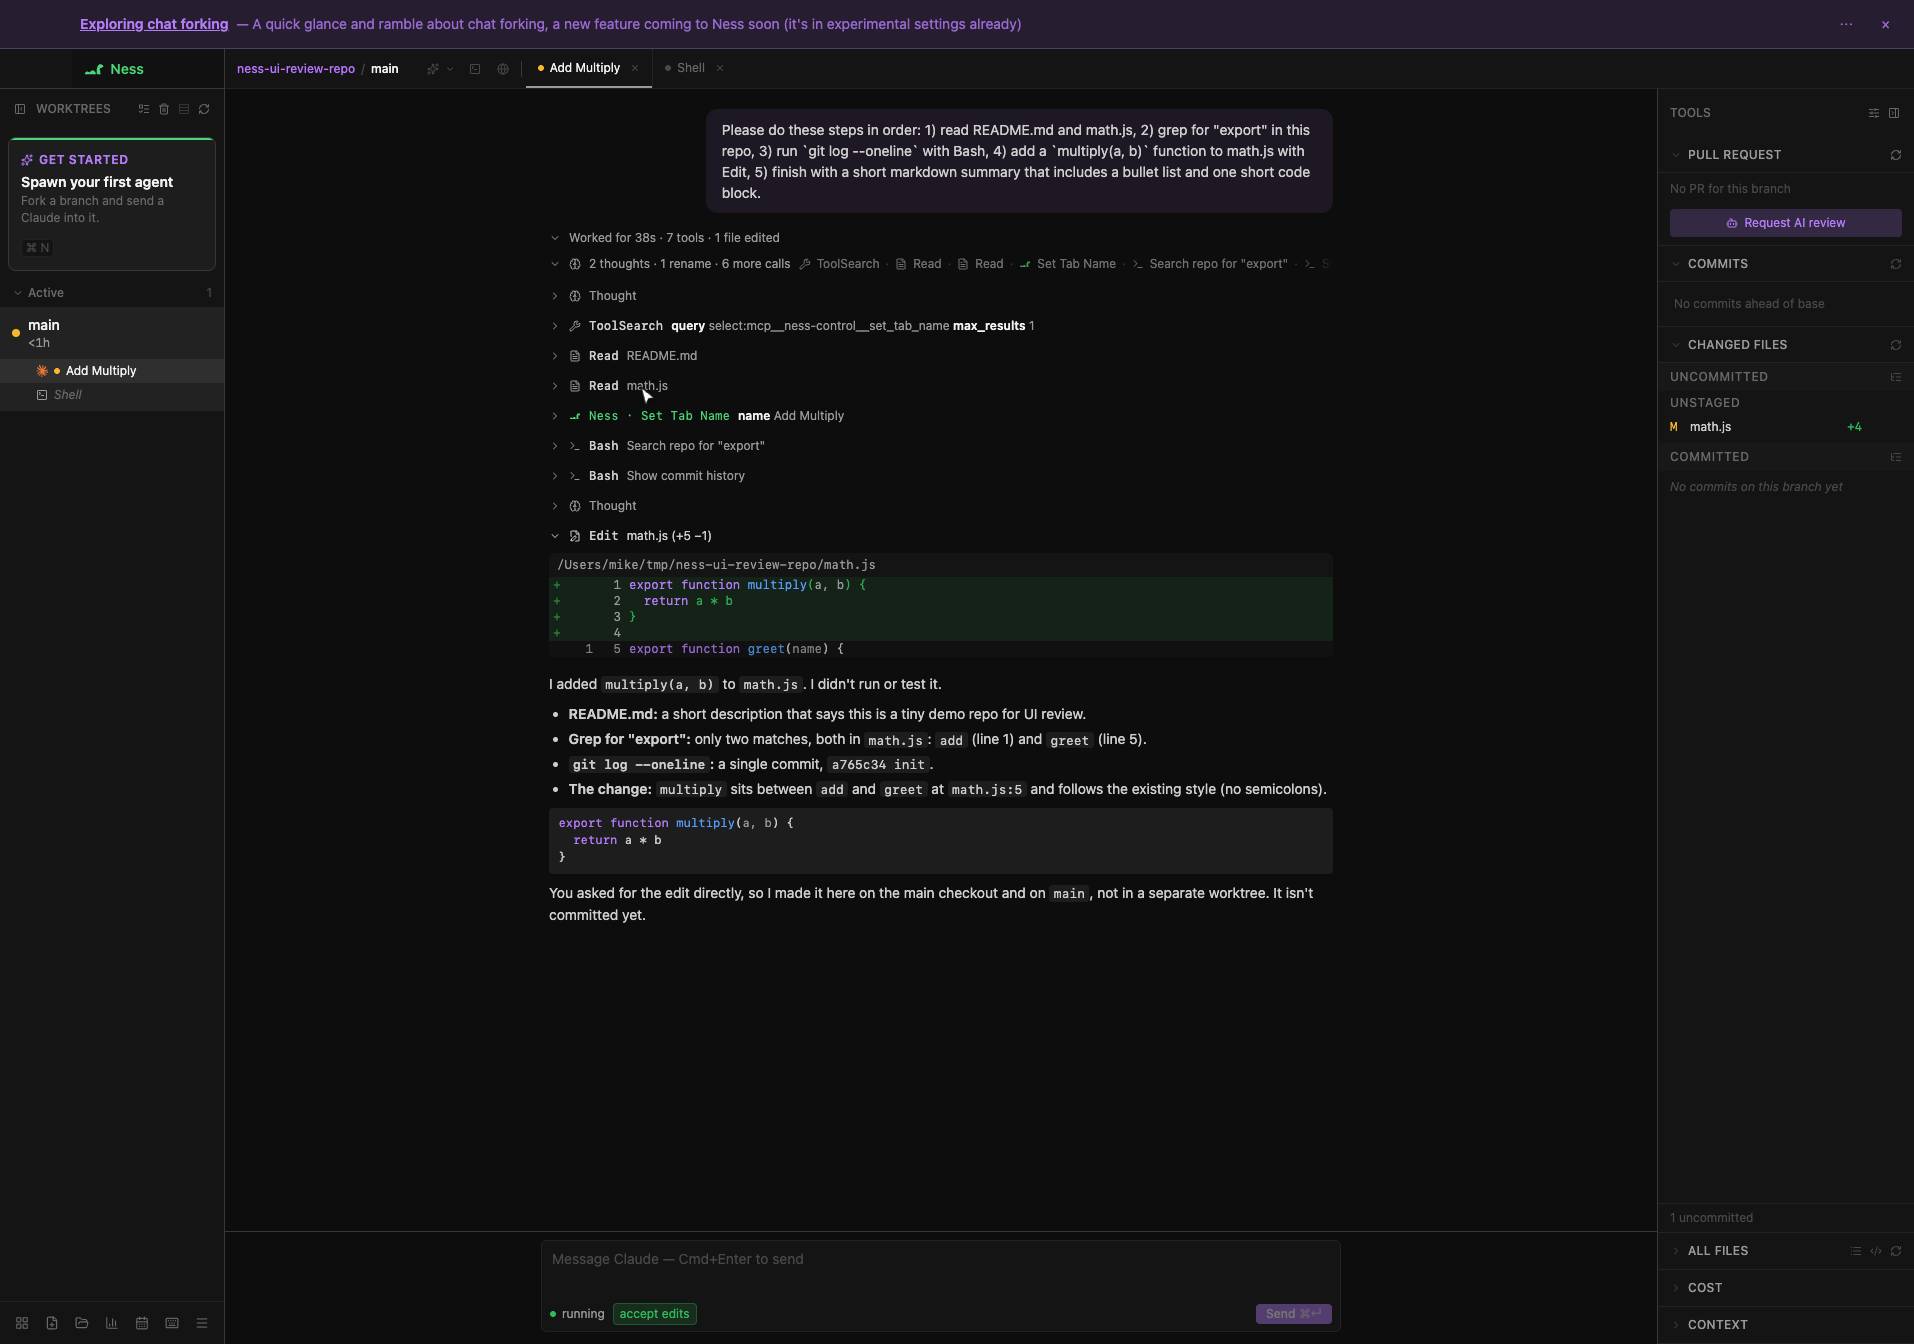 Exploring chat forking — A quick glance and ramble about chat forking, a new feature coming to Ness soon (it's in experimental settings already)
Ness
ness-ui-review-repo / main
Add Multiply
Shell
WORKTREES
GET STARTED
Spawn your first agent
Fork a branch and send a
Claude into it.
⌘ N
Active 1
main
<1h
Add Multiply
Shell
Please do these steps in order: 1) read README.md and math.js, 2) grep for "export" in this
repo, 3) run `git log --oneline` with Bash, 4) add a `multiply(a, b)` function to math.js with
Edit, 5) finish with a short markdown summary that includes a bullet list and one short code
block.
Worked for 38s · 7 tools · 1 file edited
2 thoughts · 1 rename · 6 more calls ToolSearch · Read · Read · Set Tab Name · Search repo for "export" · S
Thought
ToolSearch query select:mcp__ness-control__set_tab_name max_results 1
Read README.md
Read math.js
Ness · Set Tab Name name Add Multiply
Bash Search repo for "export"
Bash Show commit history
Thought
Edit math.js (+5 −1)
/Users/mike/tmp/ness-ui-review-repo/math.js
+ 1 export function multiply(a, b) {
+ 2 return a * b
+ 3 }
+ 4
1 5 export function greet(name) {
I added multiply(a, b) to math.js. I didn't run or test it.
• README.md: a short description that says this is a tiny demo repo for UI review.
• Grep for "export": only two matches, both in math.js: add (line 1) and greet (line 5).
• git log --oneline: a single commit, a765c34 init.
• The change: multiply sits between add and greet at math.js:5 and follows the existing style (no semicolons).
export function multiply(a, b) {
return a * b
}
You asked for the edit directly, so I made it here on the main checkout and on main, not in a separate worktree. It isn't
committed yet.
Message Claude — Cmd+Enter to send
running accept edits
Send ⌘↵
TOOLS
PULL REQUEST
No PR for this branch
Request AI review
COMMITS
No commits ahead of base
CHANGED FILES
UNCOMMITTED
UNSTAGED
M math.js +4
COMMITTED
No commits on this branch yet
1 uncommitted
ALL FILES
COST
CONTEXT